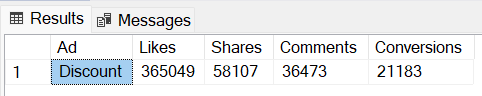 Results Messages
Ad Likes Shares Comments Conversions
1 Discount 365049 58107 36473 21183